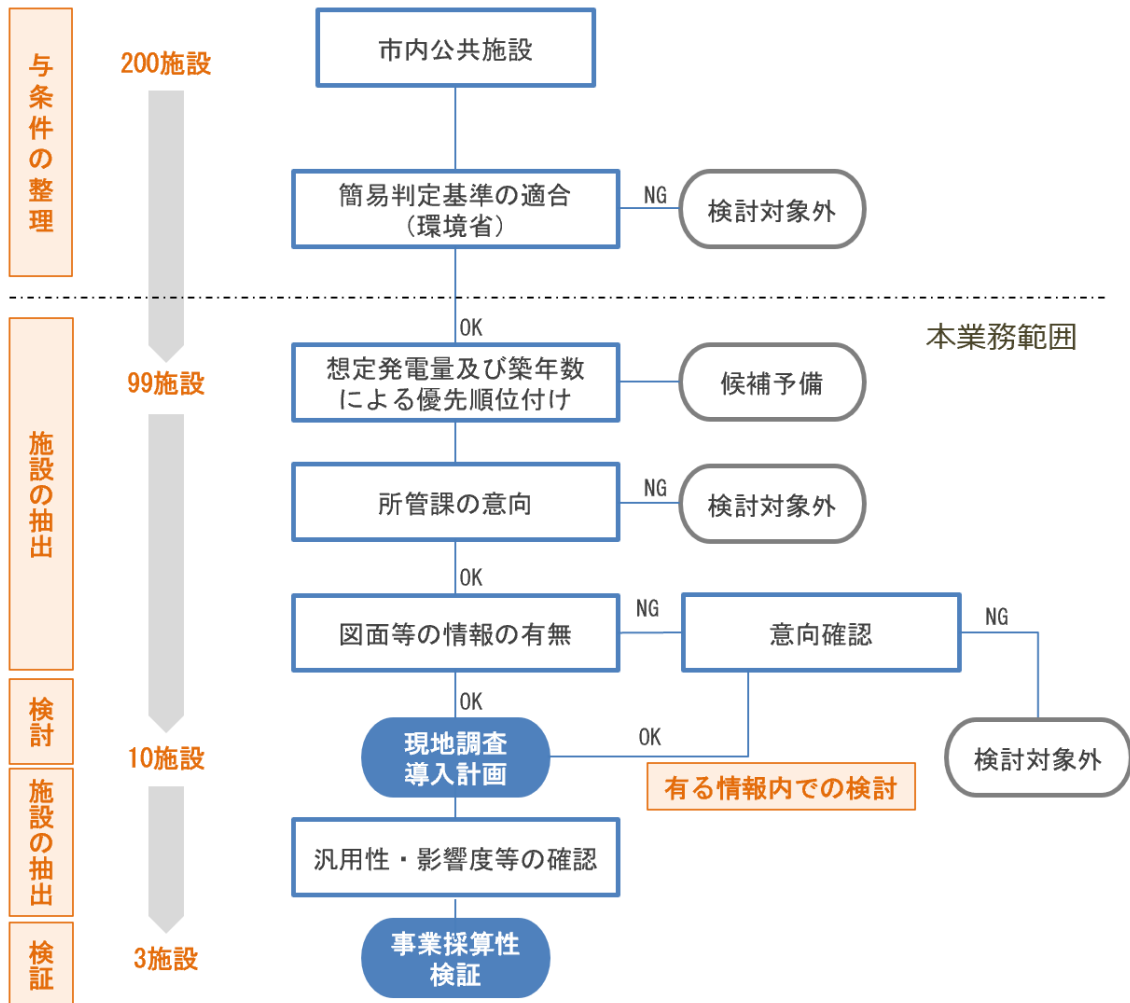 与条件の整理
200施設
市内公共施設
簡易判定基準の適合
（環境省）
NG
検討対象外
OK
本業務範囲
施設の抽出
99施設
想定発電量及び築年数
による優先順位付け
候補予備
所管課の意向
NG
検討対象外
OK
図面等の情報の有無
NG
意向確認
NG
検討
OK
10施設
現地調査
導入計画
OK
検討対象外
有る情報内での検討
施設の抽出
汎用性・影響度等の確認
検証
3施設
事業採算性
検証